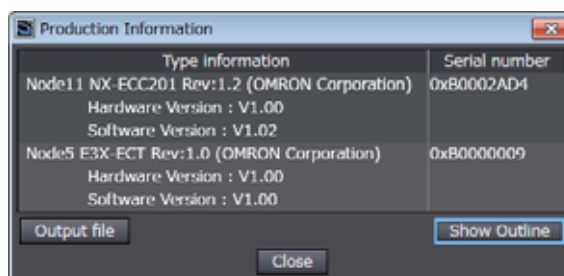 Production Information
Type information Serial number
Node11 NX-ECC201 Rev:1.2 (OMRON Corporation) 0xB0002AD4
Hardware Version : V1.00
Software Version : V1.02
Node5 E3X-ECT Rev:1.0 (OMRON Corporation) 0xB0000009
Hardware Version : V1.00
Software Version : V1.00
Output file Show Outline
Close